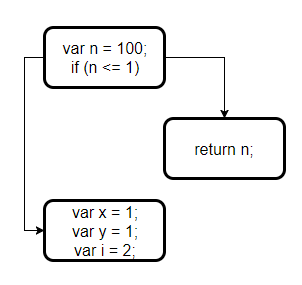 var n = 100;
if (n <= 1)
return n;
var x = 1;
var y = 1;
var i = 2;